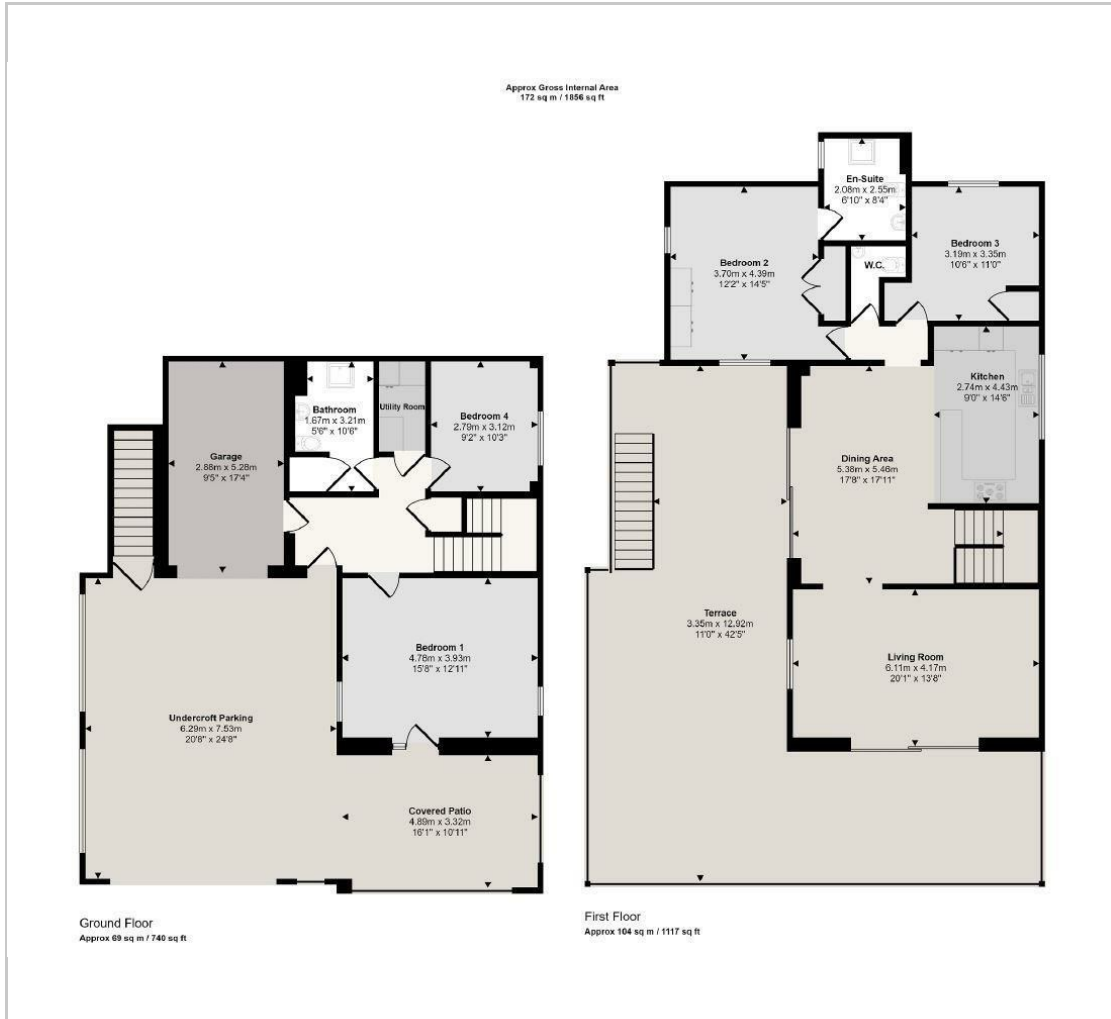 Approx Gross Internal Area
172 sq m / 1856 sq ft
En-Suite
2.08m x 2.55m
6'10" x 8'4"
Bedroom 2
3.70m x 4.39m
12'2" x 14'5"
W.C.
Bedroom 3
3.19m x 3.35m
10'6" x 11'0"
Kitchen
2.74m x 4.43m
9'0" x 14'6"
Dining Area
5.38m x 5.46m
17'8" x 17'11"
Terrace
3.35m x 12.92m
11'0" x 42'5"
Living Room
6.11m x 4.17m
20'1" x 13'8"
First Floor
Approx 104 sq m / 1117 sq ft
Garage
2.88m x 5.28m
9'5" x 17'4"
Bathroom
1.67m x 3.21m
5'6" x 10'6"
Utility Room
Bedroom 4
2.79m x 3.12m
9'2" x 10'3"
Bedroom 1
4.78m x 3.93m
15'8" x 12'11"
Undercroft Parking
6.29m x 7.53m
20'8" x 24'8"
Covered Patio
4.89m x 3.32m
16'1" x 10'11"
Ground Floor
Approx 69 sq m / 740 sq ft